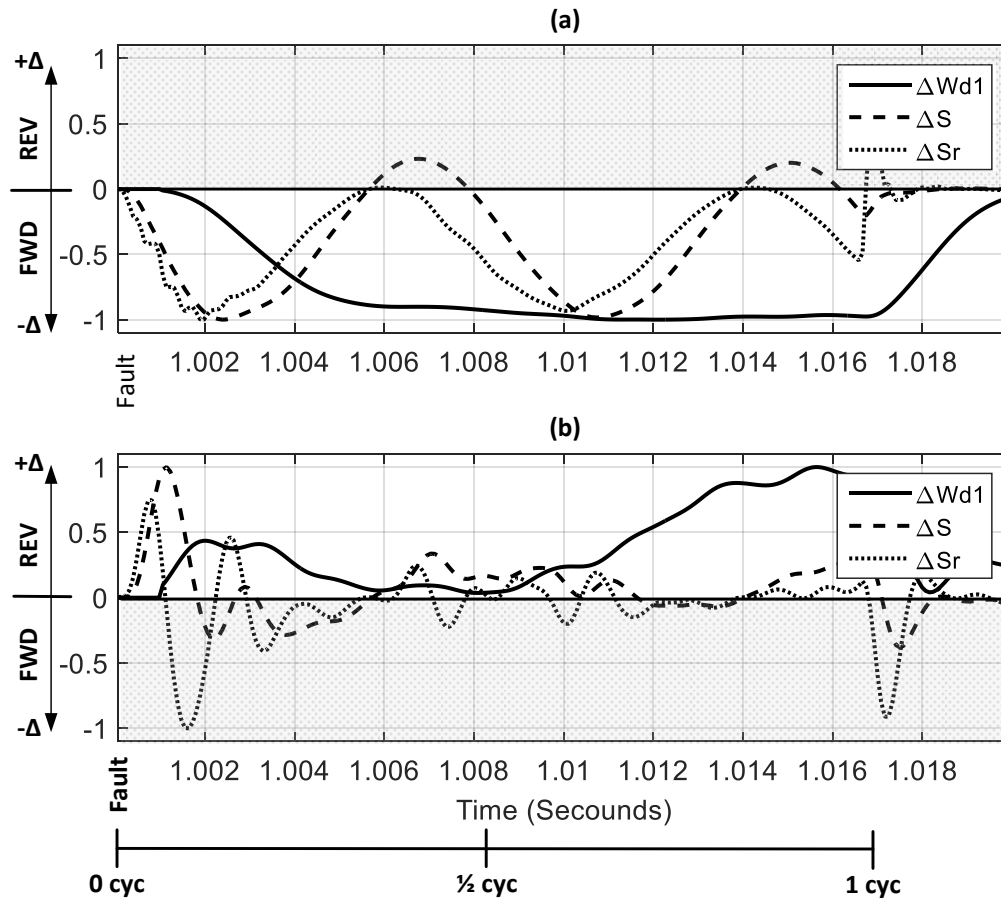 (a)
+Δ
REV
FWD
-Δ
1
0.5
0
-0.5
-1
ΔWd1
ΔS
ΔSr
Fault
1.002 1.004 1.006 1.008 1.01 1.012 1.014 1.016 1.018
(b)
+Δ
REV
FWD
-Δ
1
0.5
0
-0.5
-1
ΔWd1
ΔS
ΔSr
Fault
1.002 1.004 1.006 1.008 1.01 1.012 1.014 1.016 1.018
Time (Secounds)
0 cyc ½ cyc 1 cyc